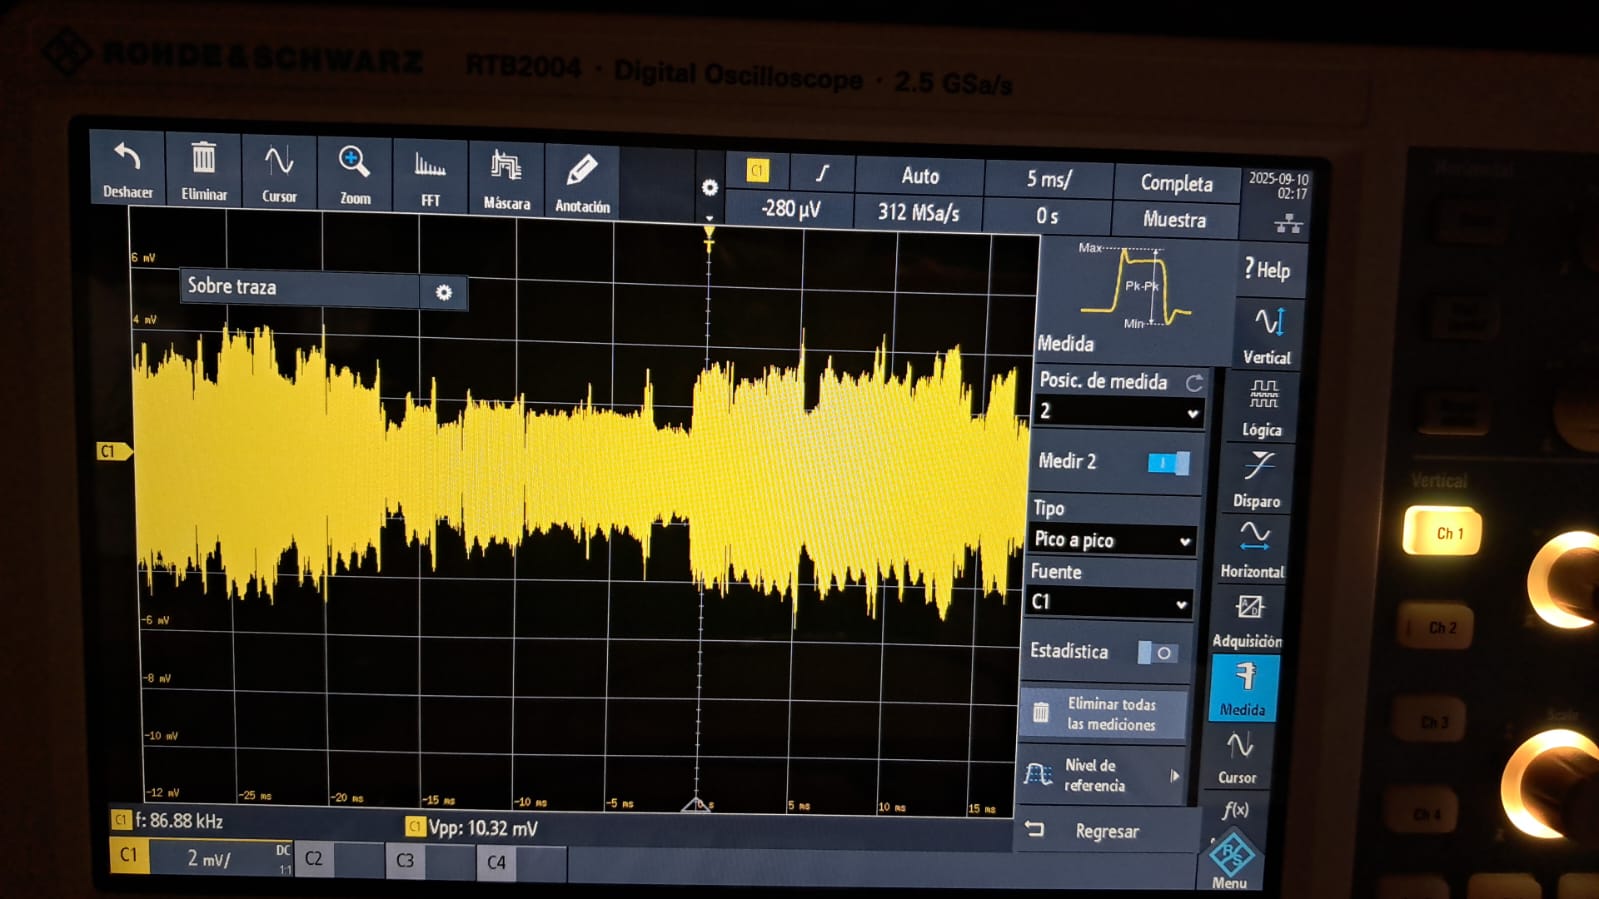 ROHDE & SCHWARZ RTB2004 · Digital Oscilloscope · 2.5 GSa/s
Deshacer
Eliminar
Cursor
Zoom
FFT
Máscara
Anotación
C1
Auto
5 ms/
Completa
2025-09-10
02:17
-280 µV
312 MSa/s
0 s
Muestra
T
6 mV
4 mV
-6 mV
-8 mV
-10 mV
-12 mV
-25 ms
-20 ms
-15 ms
-10 ms
-5 ms
0 s
5 ms
10 ms
15 ms
Sobre traza
C1
Max
Pk-Pk
Min
Medida
Posic. de medida
2
Medir 2
Tipo
Pico a pico
Fuente
C1
Estadística
Eliminar todas
las mediciones
Nivel de
referencia
Regresar
? Help
Vertical
Lógica
Disparo
Horizontal
Adquisición
Medida
Cursor
f(x)
R&S
Menu
C1 f: 86.88 kHz
C1 Vpp: 10.32 mV
C1
2 mV/
DC
1:1
C2
C3
C4
Horizontal
Vertical
Ch 1
Ch 2
Ch 3
Scale
Ch 4